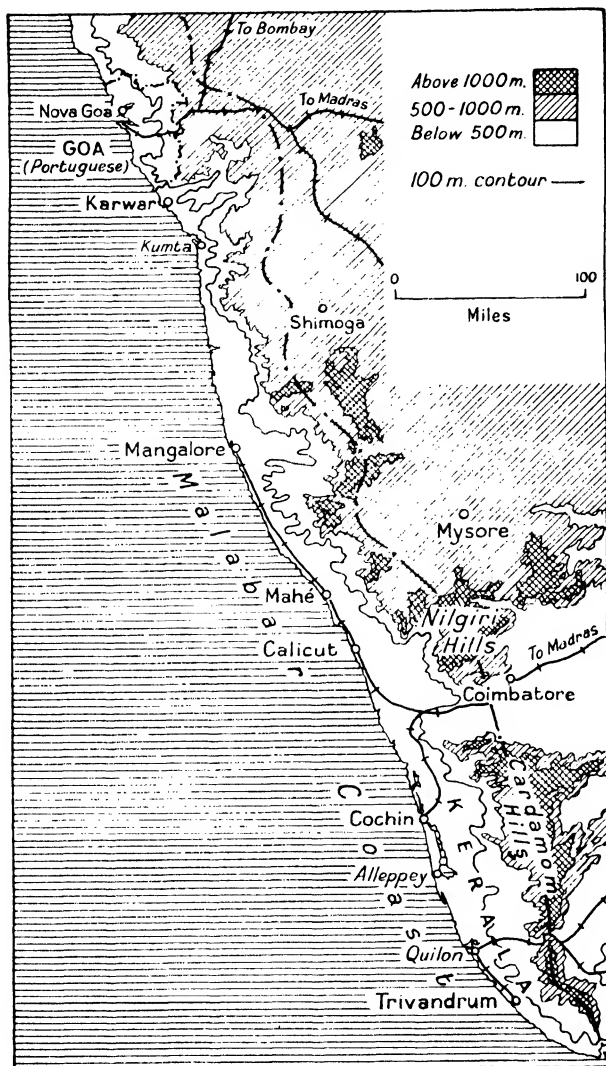 To Bombay
Above 1000 m.
500-1000 m.
Below 500 m.
100 m. contour
To Madras
Nova Goa
GOA
(Portuguese)
Karwar
Kumta
0 100
Miles
Shimoga
Mangalore
Malabar Coast
Mysore
Mahé
Nilgiri
Hills
To Madras
Calicut
Coimbatore
Cardamom
Hills
KERALA
Cochin
Alleppey
Quilon
Trivandrum